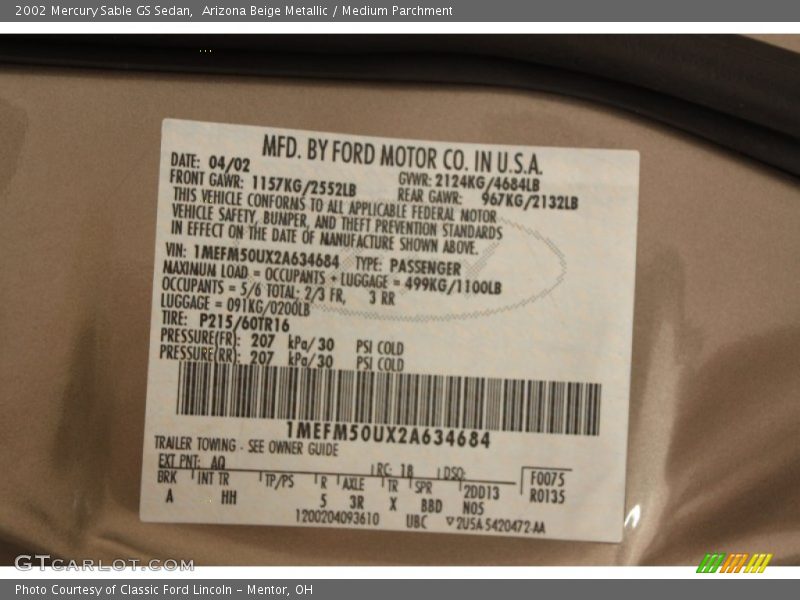 2002 Mercury Sable GS Sedan,  Arizona Beige Metallic / Medium Parchment
MFD. BY FORD MOTOR CO. IN U.S.A.
DATE: 04/02 GVWR: 2124KG/4684LB
FRONT GAWR: 1157KG/2552LB REAR GAWR: 967KG/2132LB
THIS VEHICLE CONFORMS TO ALL APPLICABLE FEDERAL MOTOR
VEHICLE SAFETY, BUMPER, AND THEFT PREVENTION STANDARDS
IN EFFECT ON THE DATE OF MANUFACTURE SHOWN ABOVE.
VIN: 1MEFM50UX2A634684 TYPE: PASSENGER
MAXIMUM LOAD = OCCUPANTS + LUGGAGE = 499KG/1100LB
OCCUPANTS = 5/6 TOTAL: 2/3 FR, 3 RR
LUGGAGE = 091KG/0200LB
TIRE: P215/60TR16
PRESSURE(FR): 207 kPa/30 PSI COLD
PRESSURE(RR): 207 kPa/30 PSI COLD
1MEFM50UX2A634684
TRAILER TOWING - SEE OWNER GUIDE
EXT PNT: AQ RC: 18 DSO: F0075
BRK INT TR TP/PS R AXLE TR SPR 2DD13 R0135
A HH 5 3R X BBD N05
1200204093610 UBC ▽2U5A-5420472-AA
GTCarlot.com
Photo Courtesy of Classic Ford Lincoln – Mentor, OH